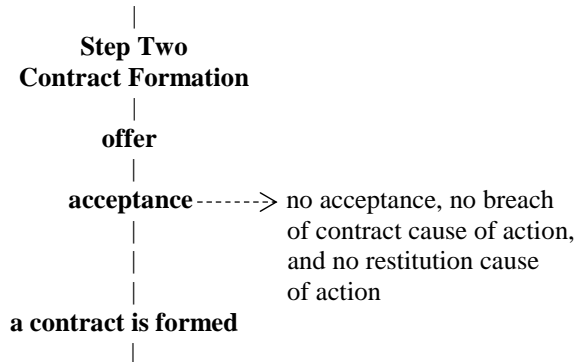 Step Two
Contract Formation
offer
acceptance
no acceptance, no breach
of contract cause of action,
and no restitution cause
of action
a contract is formed